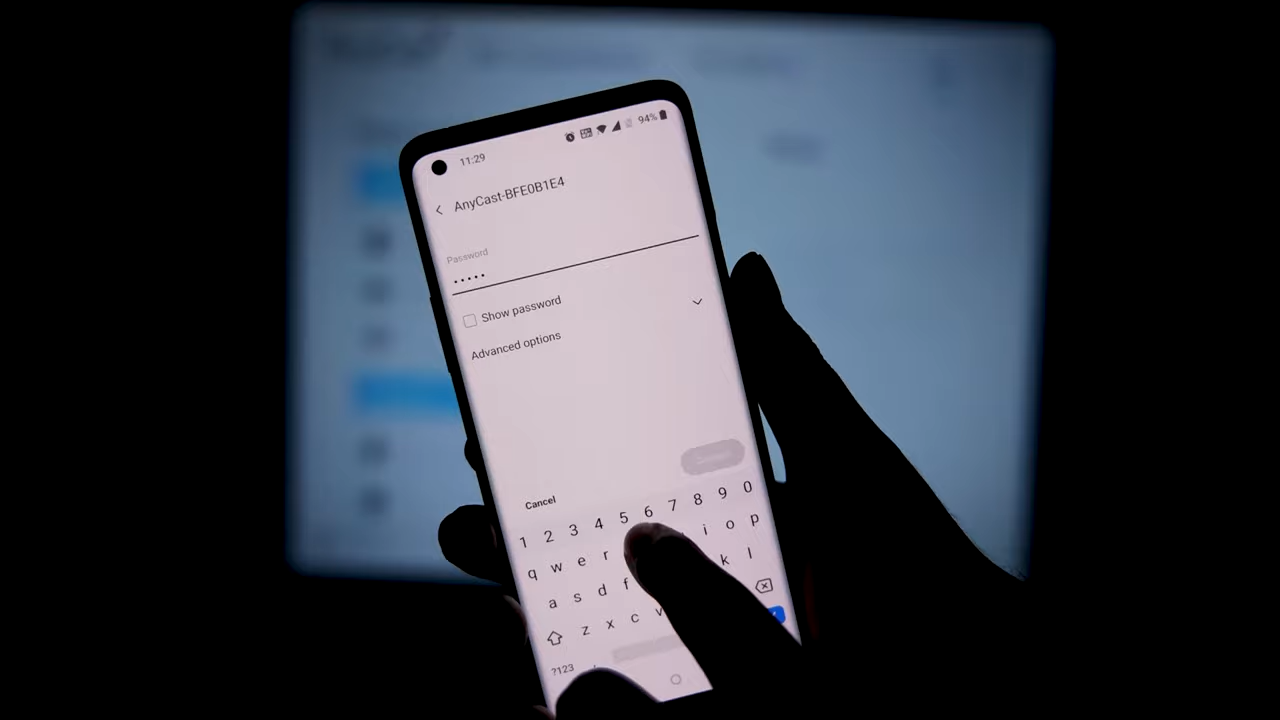 11:29
94%
AnyCast-BFE0B1E4
Password
•••••
Show password
Advanced options
Cancel
1 2 3 4 5 6 7 8 9 0
q w e r i o p
a s d f k l
z x c v
?123